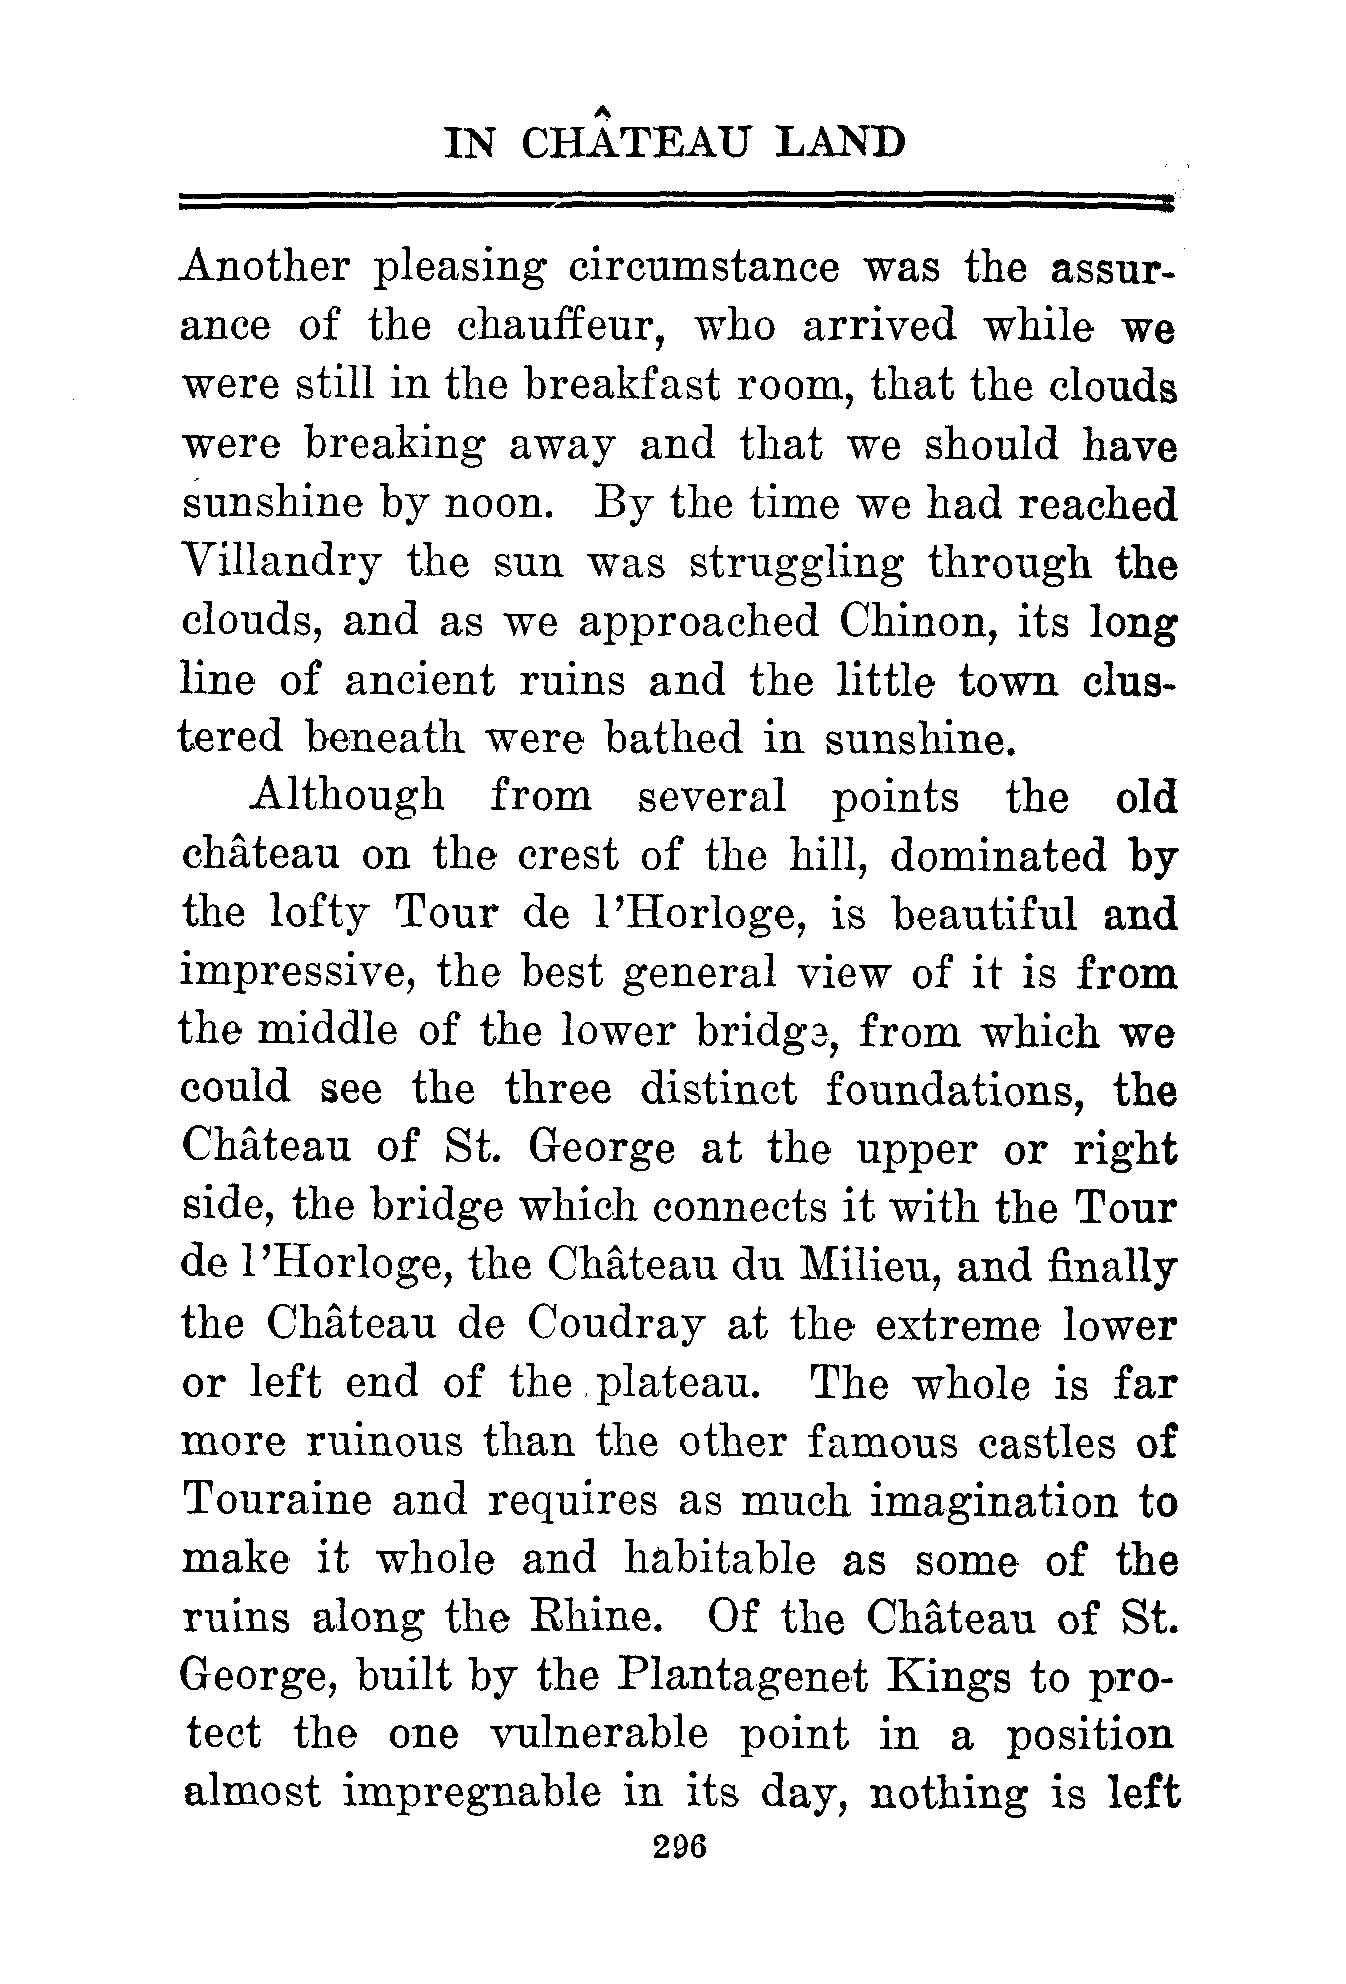 IN CHÂTEAU LAND
Another pleasing circumstance was the assur-
ance of the chauffeur, who arrived while we
were still in the breakfast room, that the clouds
were breaking away and that we should have
sunshine by noon. By the time we had reached
Villandry the sun was struggling through the
clouds, and as we approached Chinon, its long
line of ancient ruins and the little town clus-
tered beneath were bathed in sunshine.
Although from several points the old
château on the crest of the hill, dominated by
the lofty Tour de l'Horloge, is beautiful and
impressive, the best general view of it is from
the middle of the lower bridge, from which we
could see the three distinct foundations, the
Château of St. George at the upper or right
side, the bridge which connects it with the Tour
de l'Horloge, the Château du Milieu, and finally
the Château de Coudray at the extreme lower
or left end of the plateau. The whole is far
more ruinous than the other famous castles of
Touraine and requires as much imagination to
make it whole and habitable as some of the
ruins along the Rhine. Of the Château of St.
George, built by the Plantagenet Kings to pro-
tect the one vulnerable point in a position
almost impregnable in its day, nothing is left
296